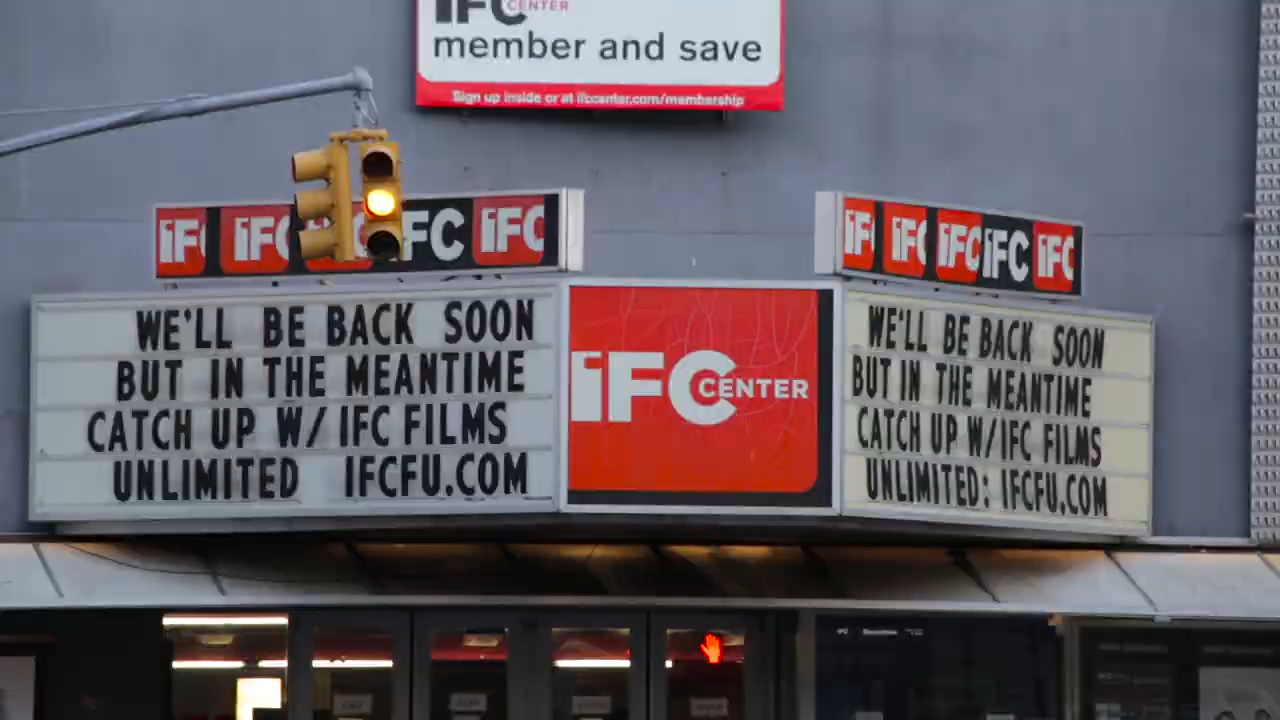 IFC CENTER
member and save
Sign up inside or at ifccenter.com/membership
IFC IFC IFC IFC IFC
IFC IFC IFC IFC IFC
WE'LL BE BACK SOON
BUT IN THE MEANTIME
CATCH UP W/ IFC FILMS
UNLIMITED IFCFU.COM
IFC CENTER
WE'LL BE BACK SOON
BUT IN THE MEANTIME
CATCH UP W/ IFC FILMS
UNLIMITED: IFCFU.COM